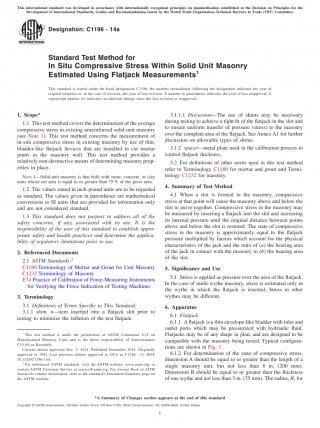 This international standard was developed in accordance with internationally recognized principles on standardization established in the Decision on Principles for the
Development of International Standards, Guides and Recommendations issued by the World Trade Organization Technical Barriers to Trade (TBT) Committee.
Designation: C1196 − 14a
Standard Test Method for
In Situ Compressive Stress Within Solid Unit Masonry
Estimated Using Flatjack Measurements1
This standard is issued under the fixed designation C1196; the number immediately following the designation indicates the year of
original adoption or, in the case of revision, the year of last revision. A number in parentheses indicates the year of last reapproval. A
superscript epsilon (ε) indicates an editorial change since the last revision or reapproval.
1. Scope*
1.1 This test method covers the determination of the average
compressive stress in existing unreinforced solid-unit masonry
(see Note 1). This test method concerns the measurement of
in-situ compressive stress in existing masonry by use of thin,
bladder-like flatjack devices that are installed in cut mortar
joints in the masonry wall. This test method provides a
relatively non-destructive means of determining masonry prop-
erties in place.
NOTE 1—Solid-unit masonry is that built with stone, concrete, or clay
units whose net area is equal to or greater than 75 % of the gross area.
1.2 The values stated in inch-pound units are to be regarded
as standard. The values given in parentheses are mathematical
conversions to SI units that are provided for information only
and are not considered standard.
1.3 This standard does not purport to address all of the
safety concerns, if any, associated with its use. It is the
responsibility of the user of this standard to establish appro-
priate safety and health practices and determine the applica-
bility of regulatory limitations prior to use.
2. Referenced Documents
2.1 ASTM Standards:2
C1180 Terminology of Mortar and Grout for Unit Masonry
C1232 Terminology of Masonry
E74 Practice of Calibration of Force-Measuring Instruments
for Verifying the Force Indication of Testing Machines
3. Terminology
3.1 Definitions of Terms Specific to This Standard:
3.1.1 shim, n—item inserted into a flatjack slot prior to
testing to minimize the inflation of the test flatjack.
1 This test method is under the jurisdiction of ASTM Committee C15 on
Manufactured Masonry Units and is the direct responsibility of Subcommittee
C15.04 on Research.
Current edition approved Dec. 1, 2014. Published December 2014. Originally
approved in 1992. Last previous edition approved in 2014 as C1196 – 14. DOI:
10.1520/C1196-14A.
2 For referenced ASTM standards, visit the ASTM website, www.astm.org, or
contact ASTM Customer Service at service@astm.org. For Annual Book of ASTM
Standards volume information, refer to the standard's Document Summary page on
the ASTM website.
3.1.1.1 Discussion—The use of shims may be necessary
during testing to achieve a tight fit of the flatjack in the slot and
to ensure uniform transfer of pressure (stress) to the masonry
over the complete area of the flatjack. See Annex A1 for further
discussion on allowable types of shims.
3.1.2 spacer—metal plate used in the calibration process to
control flatjack thickness.
3.2 For definitions of other terms used in this test method
refer to Terminology C1180 for mortar and grout and Termi-
nology C1232 for masonry.
4. Summary of Test Method
4.1 When a slot is formed in the masonry, compressive
stress at that point will cause the masonry above and below the
slot to move together. Compressive stress in the masonry may
be measured by inserting a flatjack into the slot and increasing
its internal pressure until the original distance between points
above and below the slot is restored. The state of compressive
stress in the masonry is approximately equal to the flatjack
pressure multiplied by factors which account for the physical
characteristics of the jack and the ratio of (a) the bearing area
of the jack in contact with the masonry to (b) the bearing area
of the slot.
5. Significance and Use
5.1 Stress is applied as pressure over the area of the flatjack.
In the case of multi-wythe masonry, stress is estimated only in
the wythe in which the flatjack is inserted. Stress in other
wythes may be different.
6. Apparatus
6.1 Flatjack:
6.1.1 A flatjack is a thin envelope-like bladder with inlet and
outlet ports which may be pressurized with hydraulic fluid.
Flatjacks may be of any shape in plan, and are designed to be
compatible with the masonry being tested. Typical configura-
tions are shown in Fig. 1.
6.1.2 For determination of the state of compressive stress,
dimension A should be equal to or greater than the length of a
single masonry unit, but not less than 8 in. (200 mm).
Dimension B should be equal to or greater than the thickness
of one wythe and not less than 3 in. (75 mm). The radius, R, for
*A Summary of Changes section appears at the end of this standard
1